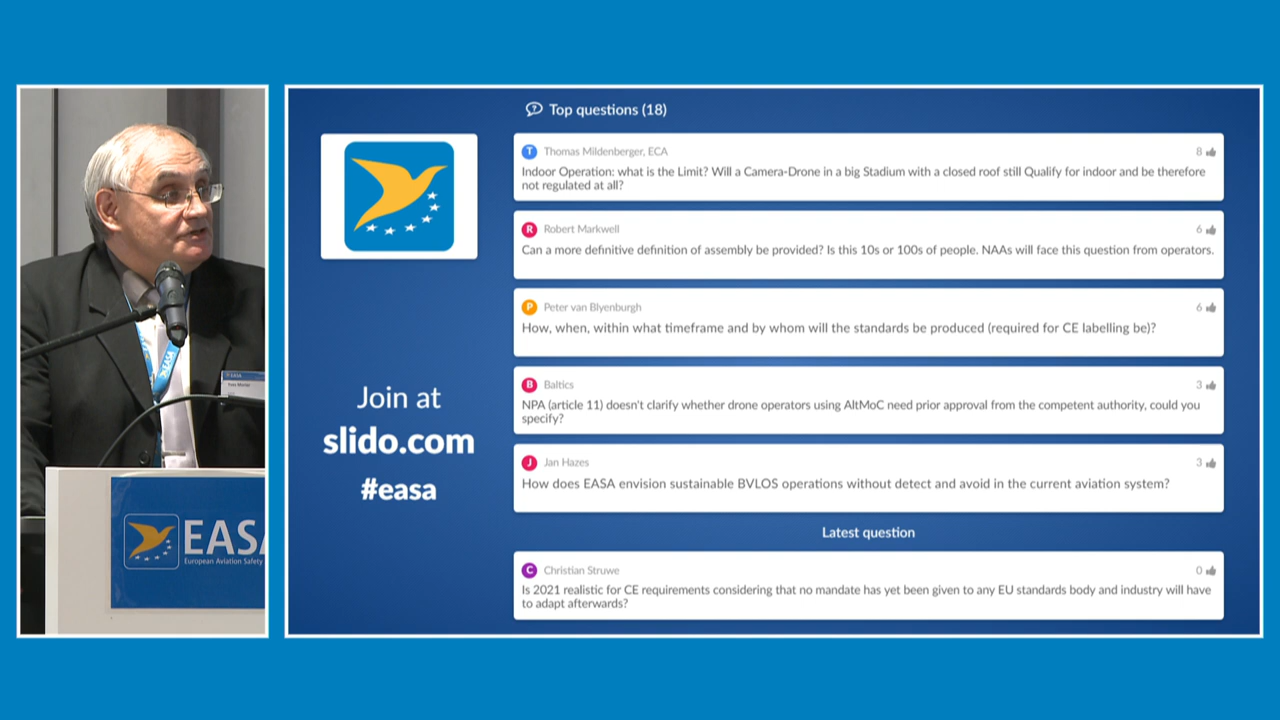 Top questions (18)
T Thomas Mildenberger, ECA 8
Indoor Operation: what is the Limit? Will a Camera-Drone in a big Stadium with a closed roof still Qualify for indoor and be therefore
not regulated at all?
R Robert Markwell 6
Can a more definitive definition of assembly be provided? Is this 10s or 100s of people. NAAs will face this question from operators.
P Peter van Blyenburgh 6
How, when, within what timeframe and by whom will the standards be produced (required for CE labelling be)?
B Baltics 3
NPA (article 11) doesn't clarify whether drone operators using AltMoC need prior approval from the competent authority, could you
specify?
J Jan Hazes 3
How does EASA envision sustainable BVLOS operations without detect and avoid in the current aviation system?
Latest question
C Christian Struwe 0
Is 2021 realistic for CE requirements considering that no mandate has yet been given to any EU standards body and industry will have
to adapt afterwards?
Join at
slido.com
#easa
EASA
EASA
European Aviation Safety